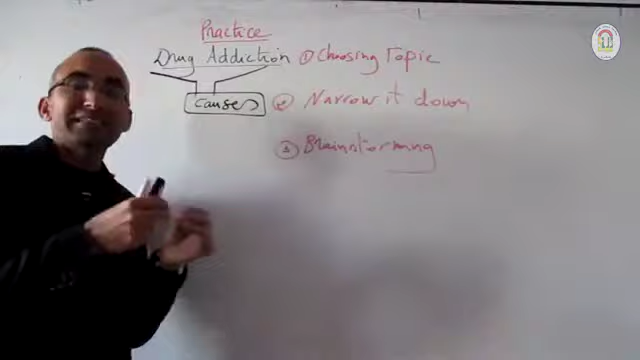 Practice
Drug Addiction ① Choosing Topic
Causes ② Narrow it down
③ Brainstorming